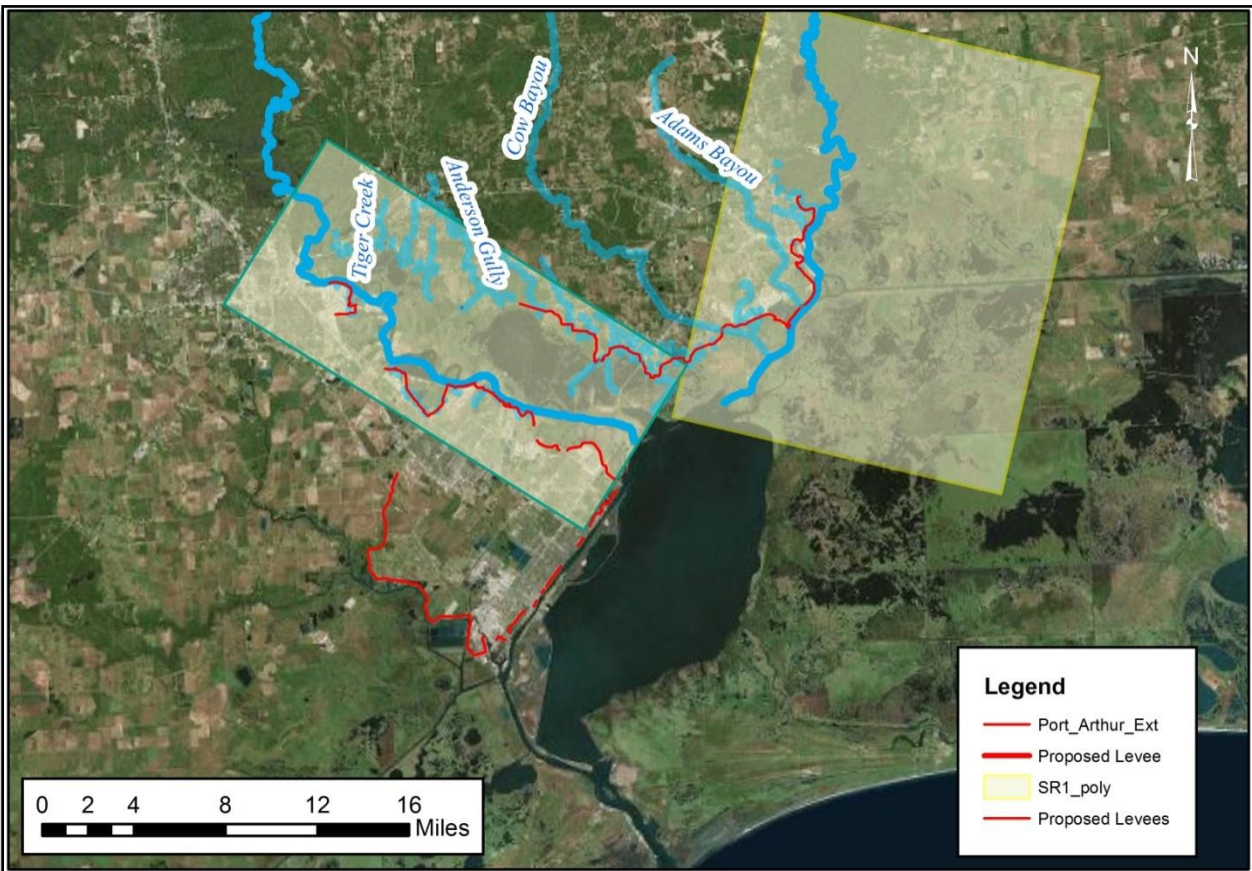 N
Cow Bayou
Adams Bayou
Anderson Gully
Tiger Creek
Legend
Port_Arthur_Ext
Proposed Levee
SR1_poly
Proposed Levees
0 2 4 8 12 16
Miles